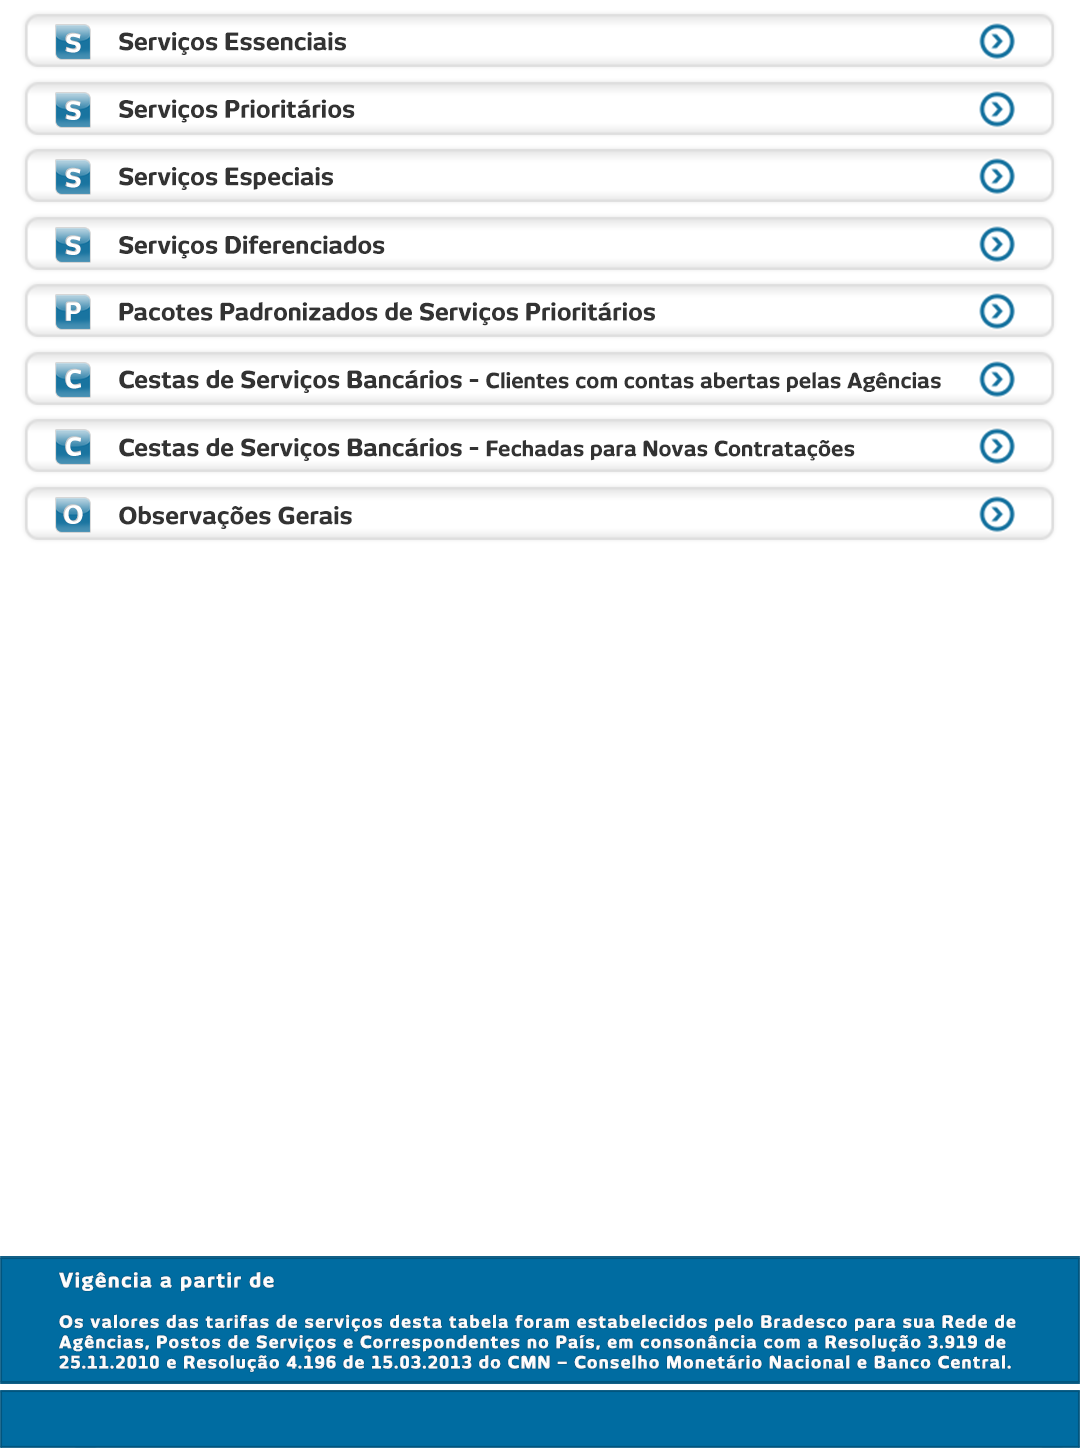 S Serviços Essenciais
S Serviços Prioritários
S Serviços Especiais
S Serviços Diferenciados
P Pacotes Padronizados de Serviços Prioritários
C Cestas de Serviços Bancários - Clientes com contas abertas pelas Agências
C Cestas de Serviços Bancários - Fechadas para Novas Contratações
O Observações Gerais
Vigência a partir de
Os valores das tarifas de serviços desta tabela foram estabelecidos pelo Bradesco para sua Rede de
Agências, Postos de Serviços e Correspondentes no País, em consonância com a Resolução 3.919 de
25.11.2010 e Resolução 4.196 de 15.03.2013 do CMN – Conselho Monetário Nacional e Banco Central.